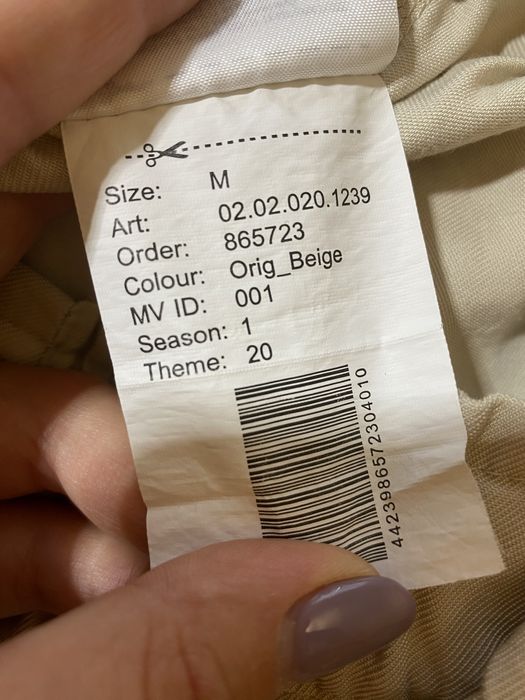 Size: M
Art: 02.02.020.1239
Order: 865723
Colour: Orig_Beige
MV ID: 001
Season: 1
Theme: 20
4423986572304010